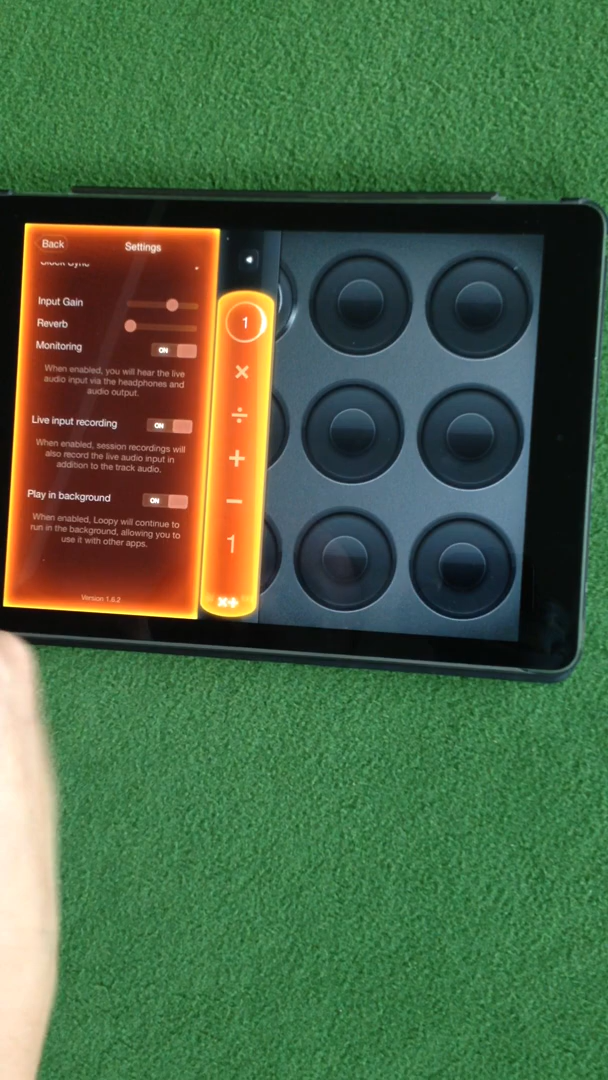 Back
Settings
Clock Sync
Input Gain
Reverb
Monitoring
ON
When enabled, you will hear the live
audio input via the headphones and
audio output.
Live input recording
ON
When enabled, session recordings will
also record the live audio input in
addition to the track audio.
Play in background
ON
When enabled, Loopy will continue to
run in the background, allowing you to
use it with other apps.
Version 1.6.2
1
×
÷
+
−
1
×÷